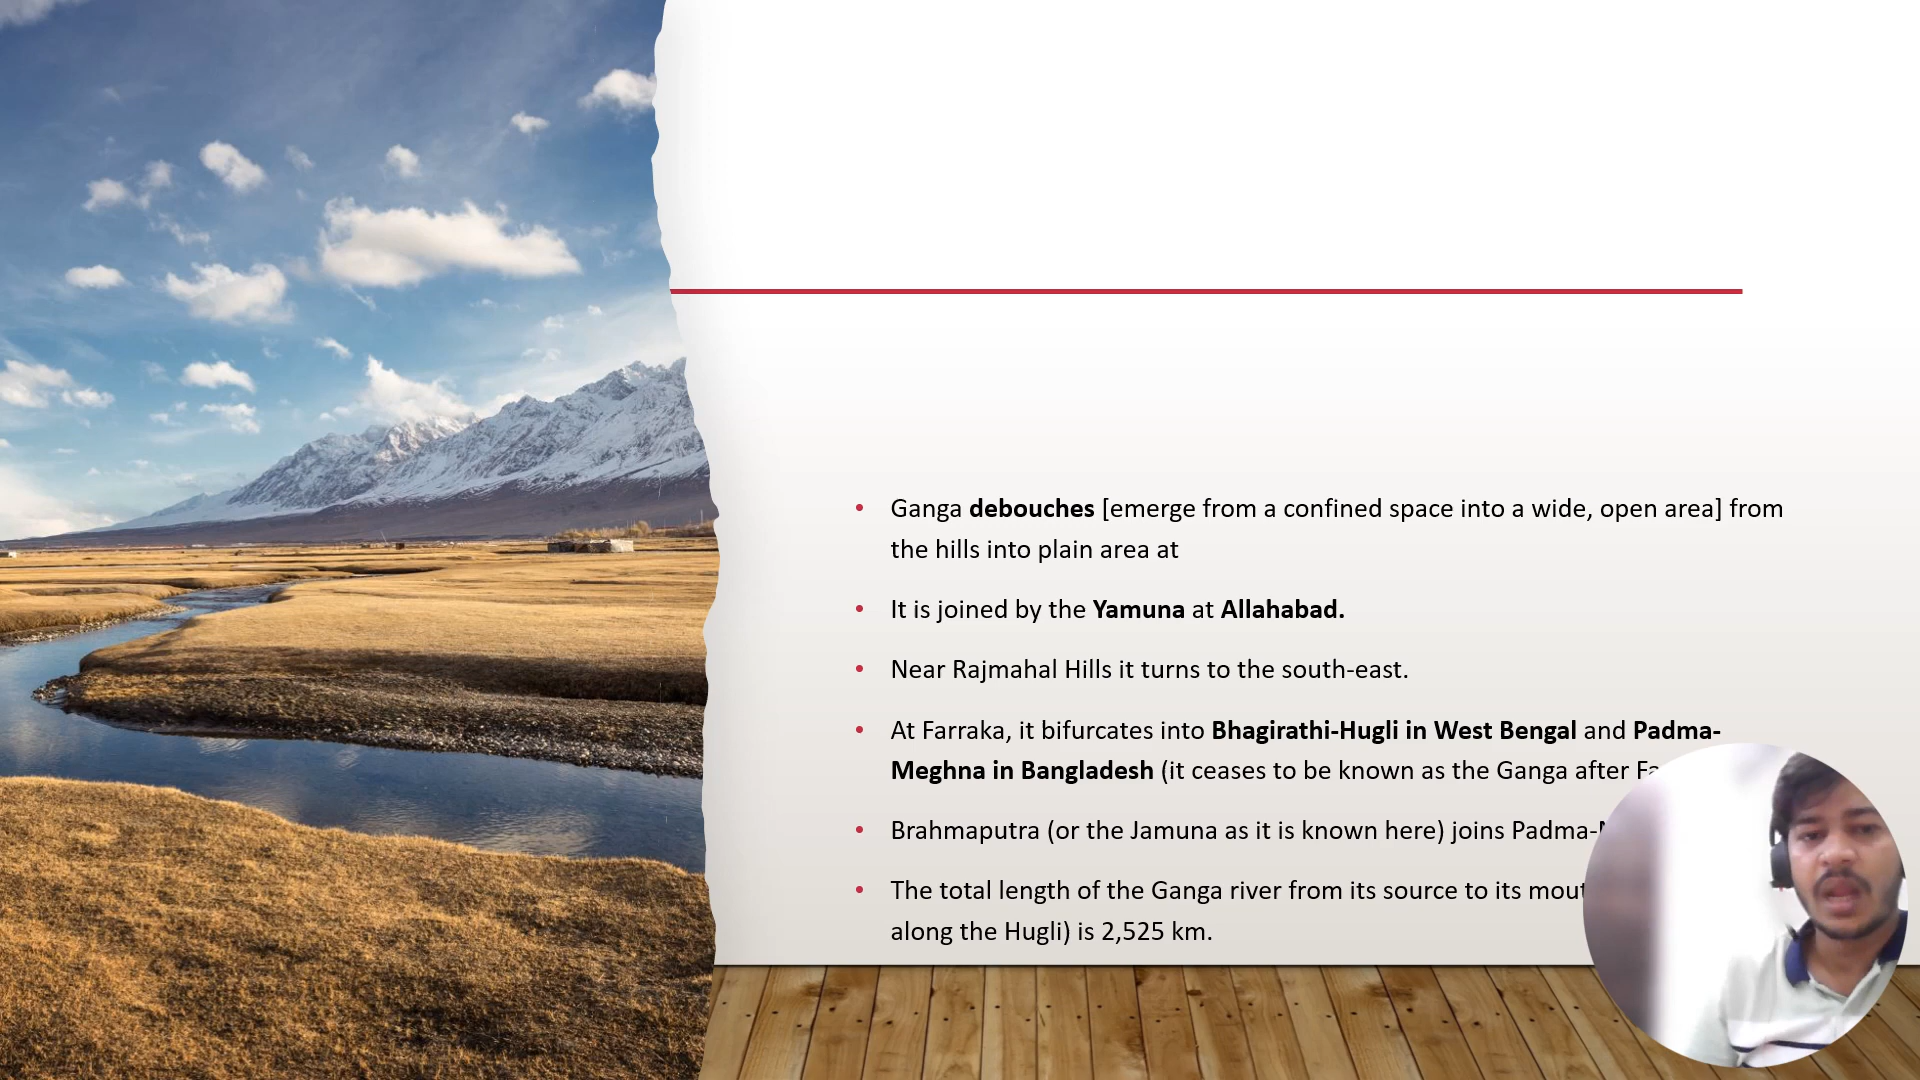 Ganga debouches [emerge from a confined space into a wide, open area] from
the hills into plain area at
It is joined by the Yamuna at Allahabad.
Near Rajmahal Hills it turns to the south-east.
At Farraka, it bifurcates into Bhagirathi-Hugli in West Bengal and Padma-
Meghna in Bangladesh (it ceases to be known as the Ganga after
Brahmaputra (or the Jamuna as it is known here) joins Padma-
The total length of the Ganga river from its source to its
along the Hugli) is 2,525 km.